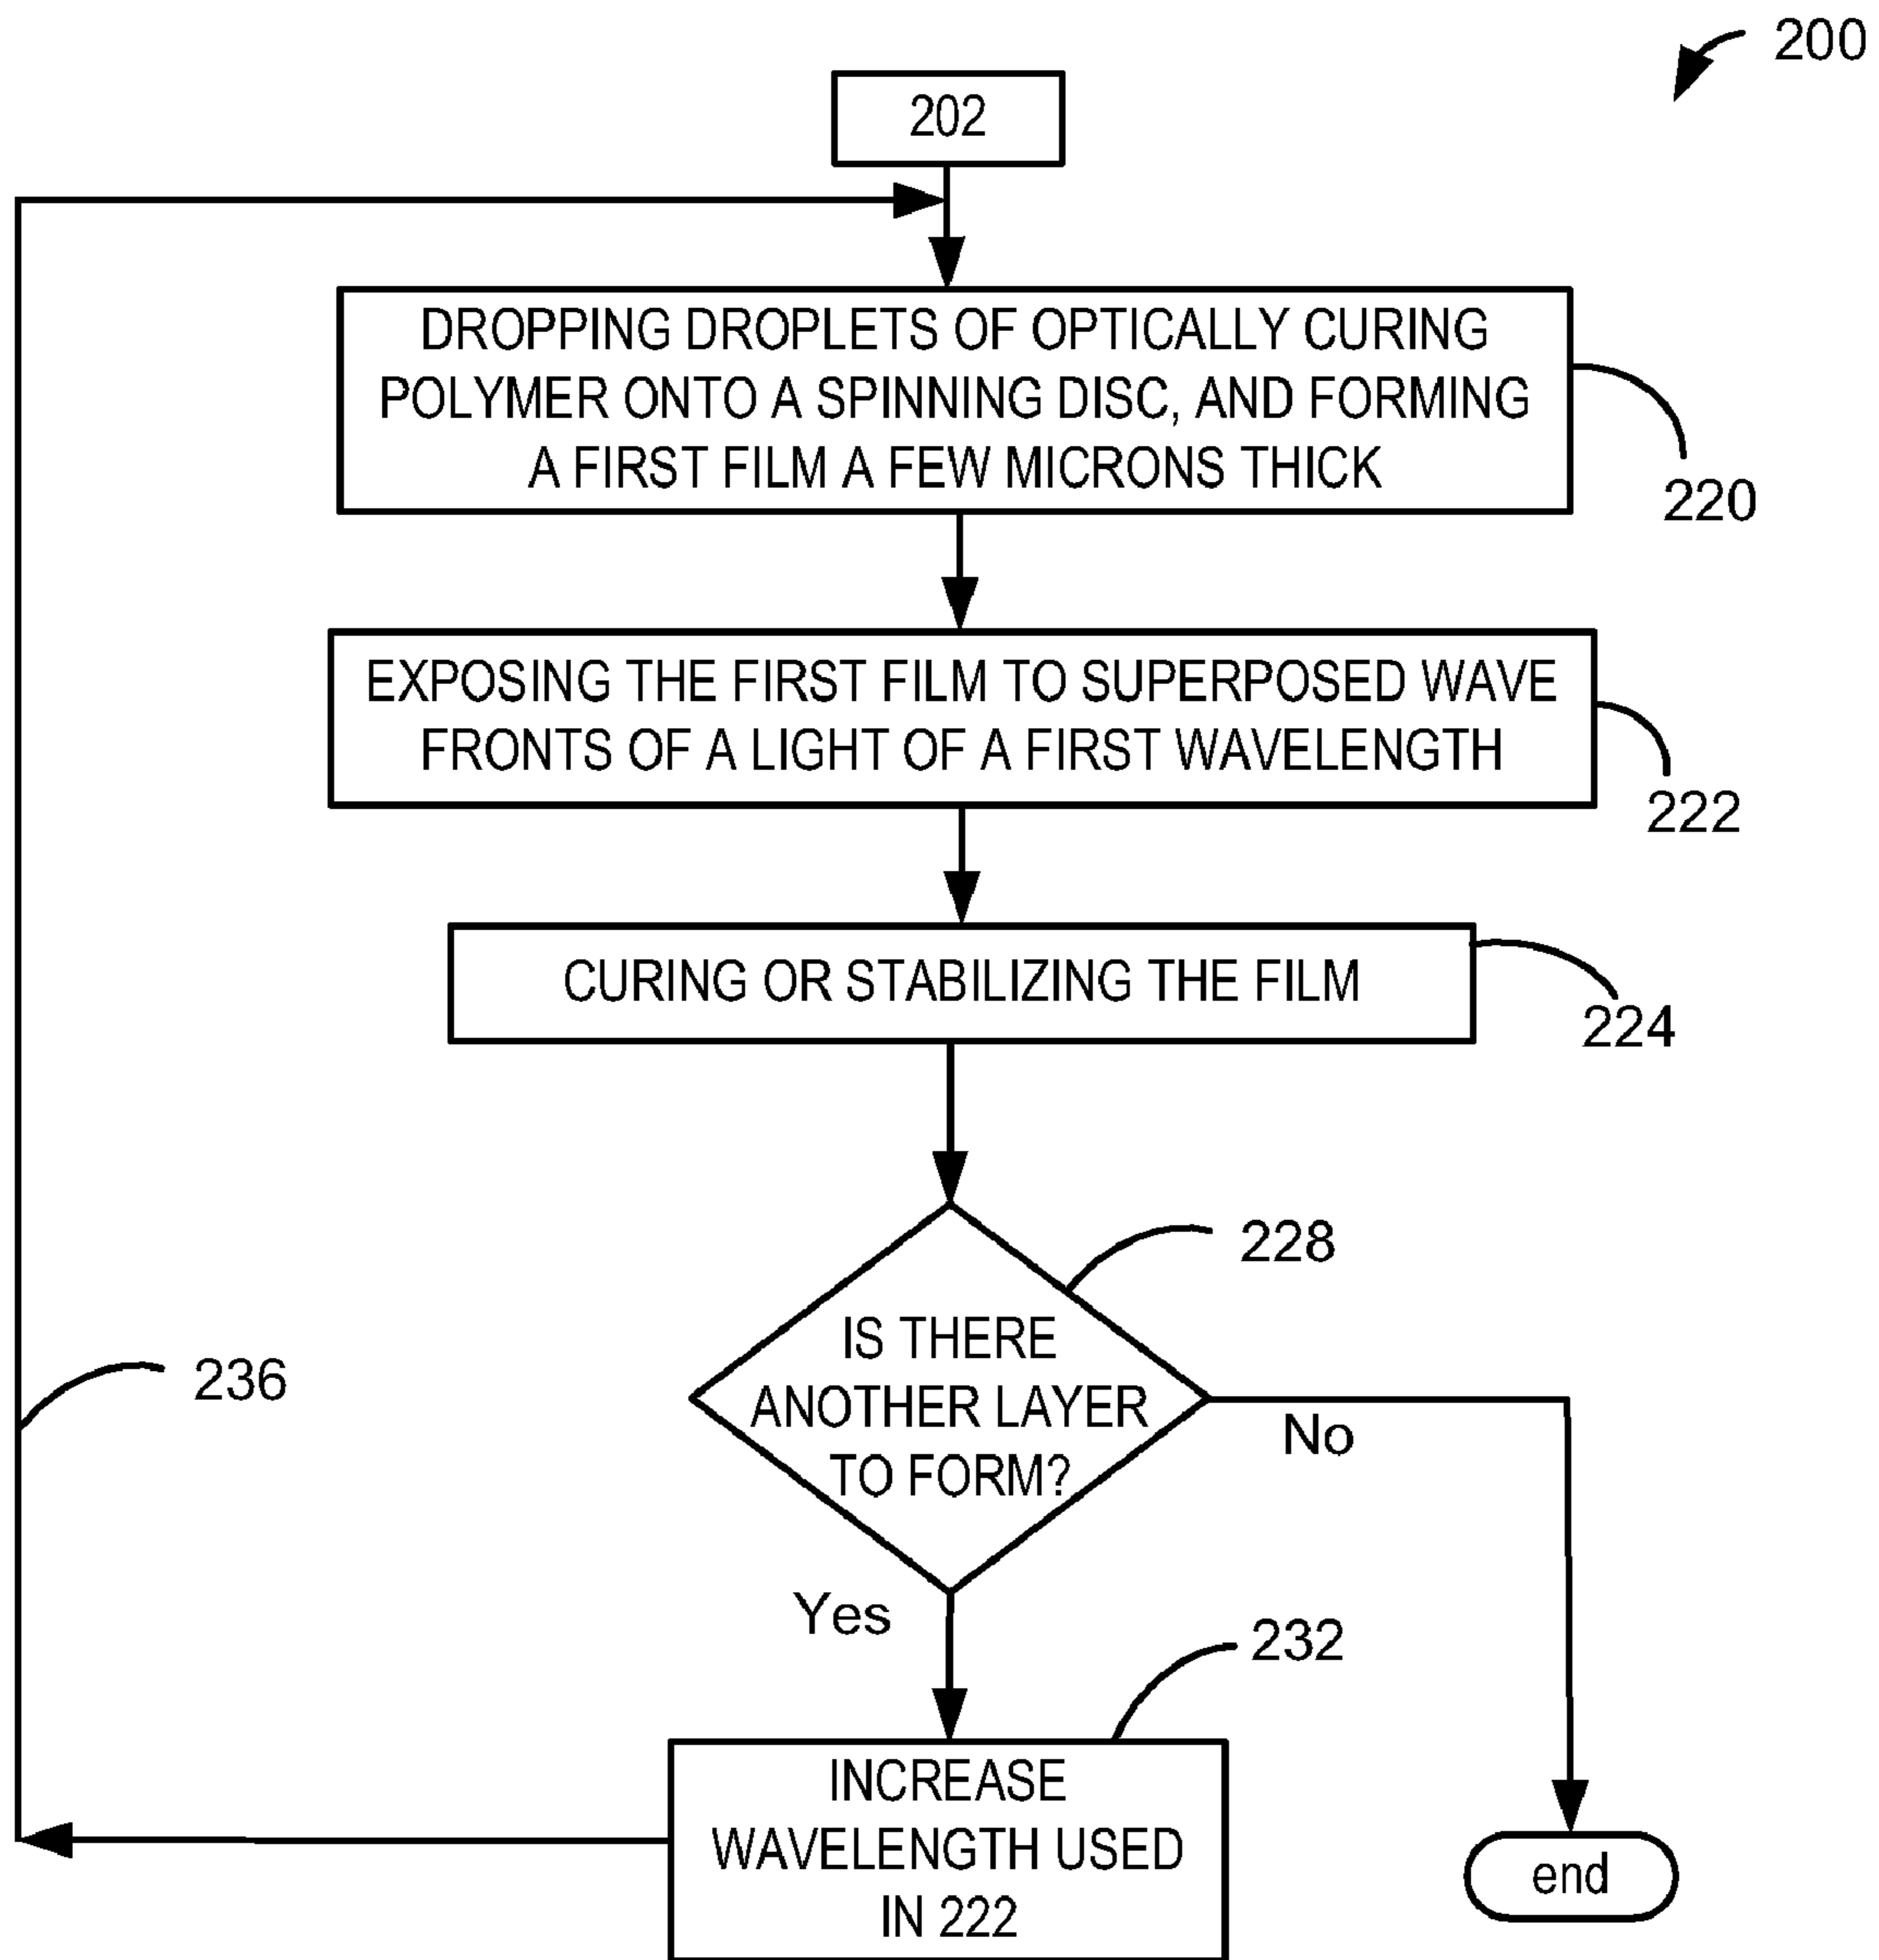 200
202
DROPPING DROPLETS OF OPTICALLY CURING
POLYMER ONTO A SPINNING DISC, AND FORMING
A FIRST FILM A FEW MICRONS THICK
220
EXPOSING THE FIRST FILM TO SUPERPOSED WAVE
FRONTS OF A LIGHT OF A FIRST WAVELENGTH
222
CURING OR STABILIZING THE FILM
224
228
IS THERE
ANOTHER LAYER
TO FORM?
236
No
Yes
232
INCREASE
WAVELENGTH USED
IN 222
end